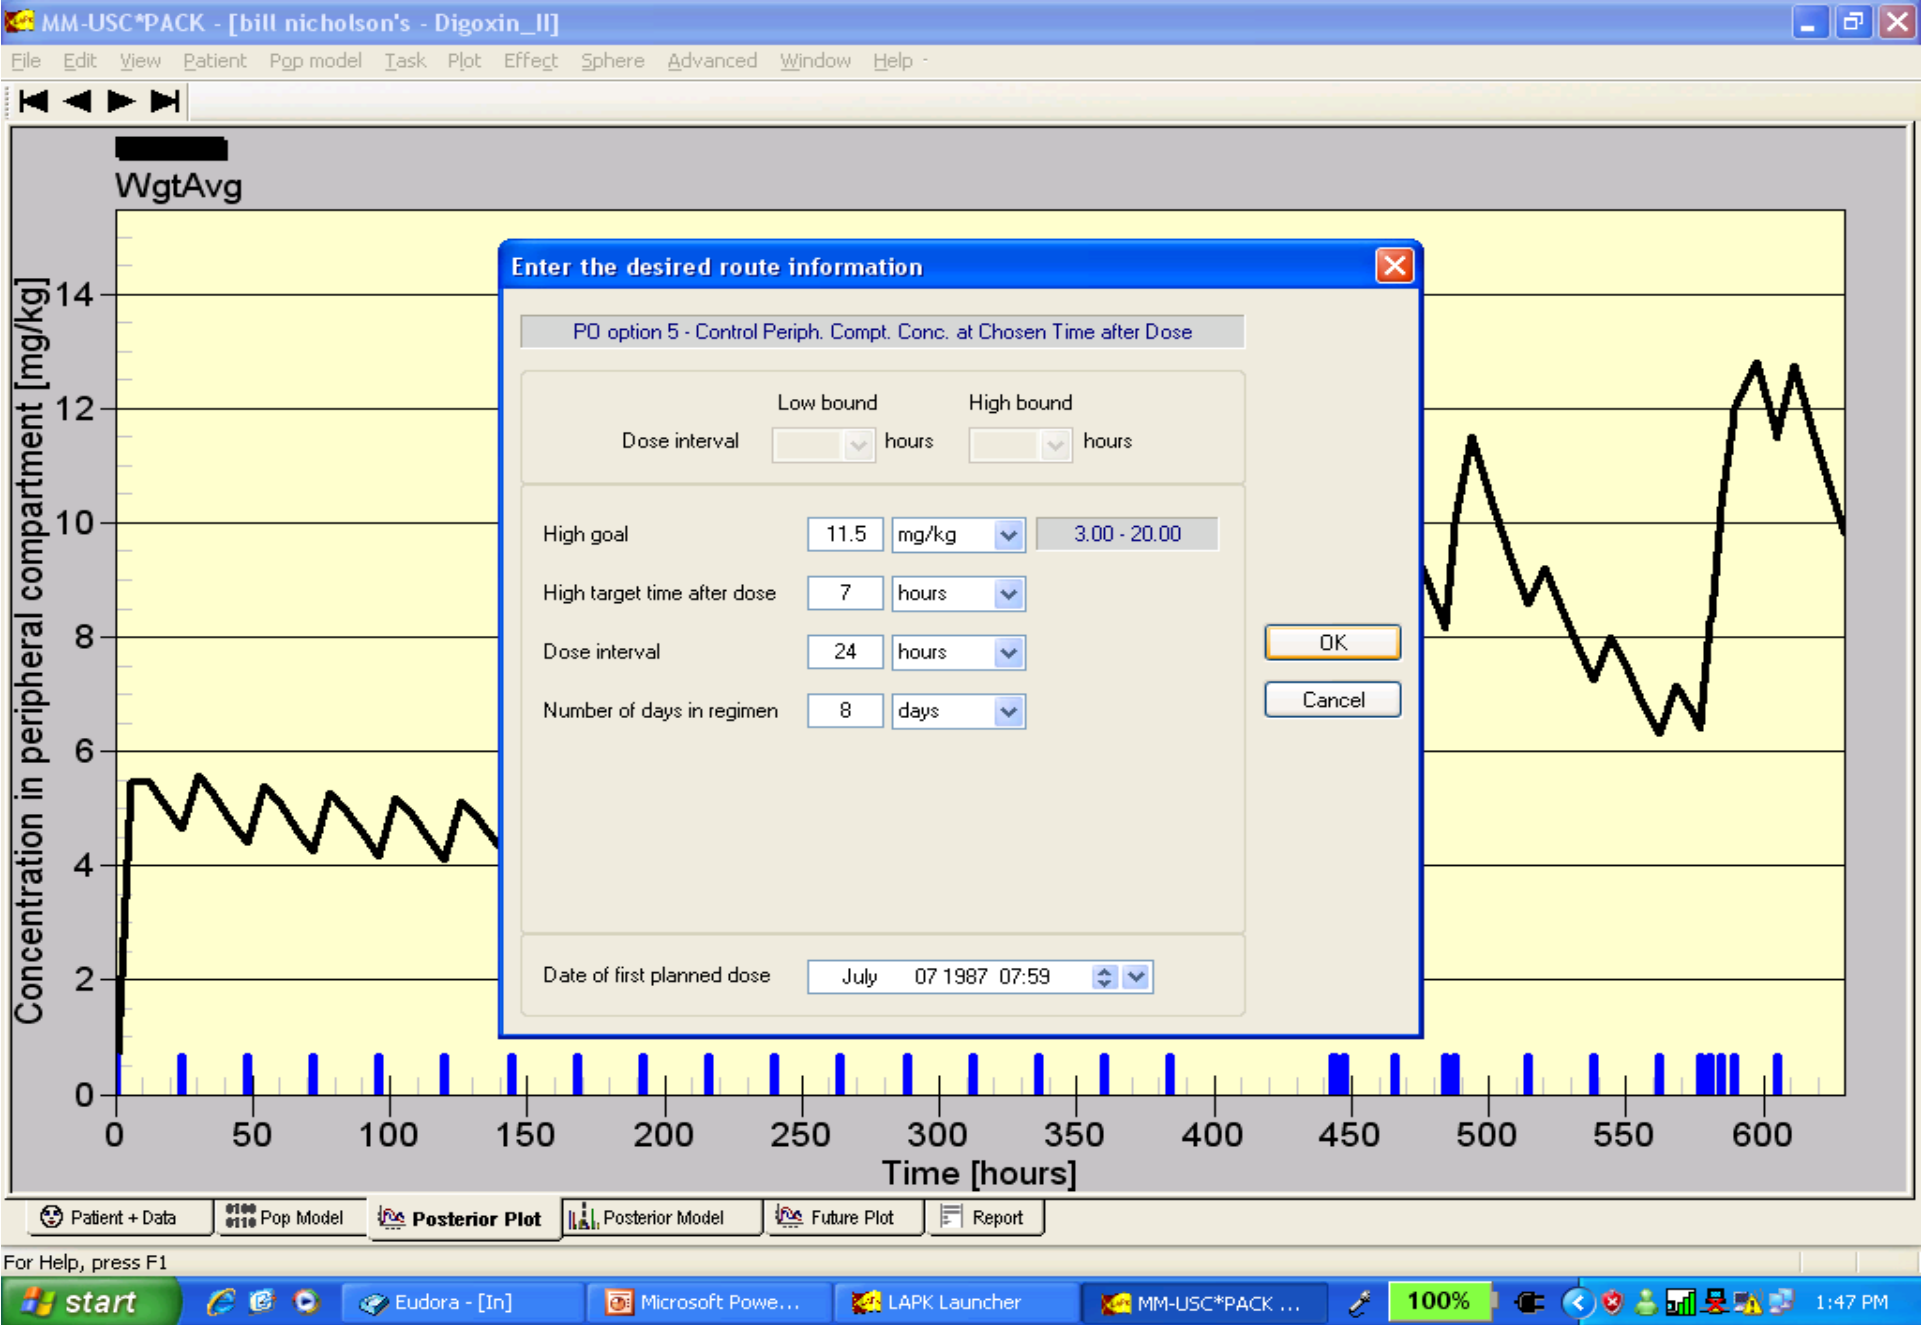 MM-USC*PACK - [bill nicholson's - Digoxin_II]
File Edit View Patient Pop model Task Plot Effect Sphere Advanced Window Help -
WgtAvg
Concentration in peripheral compartment [mg/kg]
14
12
10
8
6
4
2
0
Enter the desired route information
PO option 5 - Control Periph. Compt. Conc. at Chosen Time after Dose
Low bound High bound
Dose interval hours hours
High goal 11.5 mg/kg 3.00 - 20.00
High target time after dose 7 hours
Dose interval 24 hours
Number of days in regimen 8 days
OK
Cancel
Date of first planned dose July 07 1987 07:59
0 50 100 150 200 250 300 350 400 450 500 550 600
Time [hours]
Patient + Data Pop Model Posterior Plot Posterior Model Future Plot Report
For Help, press F1
start Eudora - [In] Microsoft Powe... LAPK Launcher MM-USC*PACK ... 100% 1:47 PM